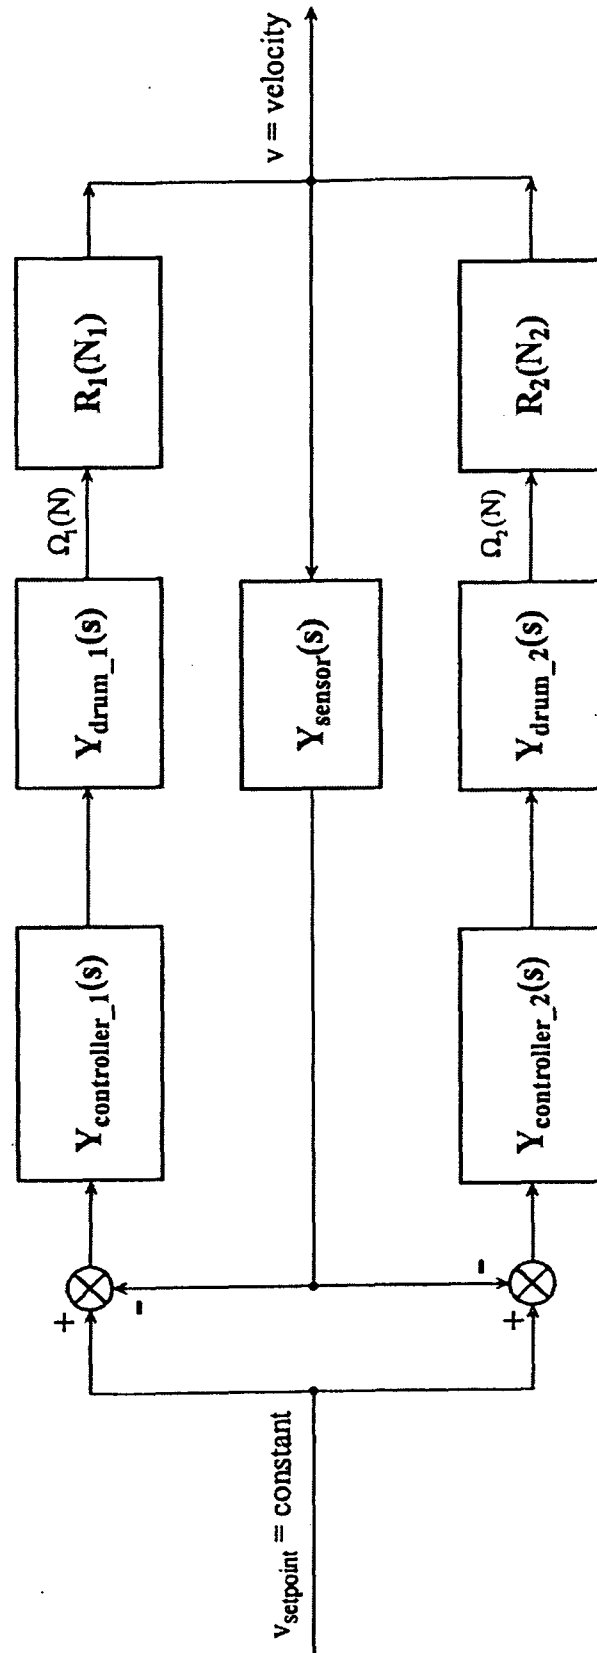 v_setpoint = constant
+
-
Y_controller_1(s)
Y_drum_1(s)
Ω₁(N)
R₁(N₁)
Y_sensor(s)
v = velocity
+
-
Y_controller_2(s)
Y_drum_2(s)
Ω₂(N)
R₂(N₂)